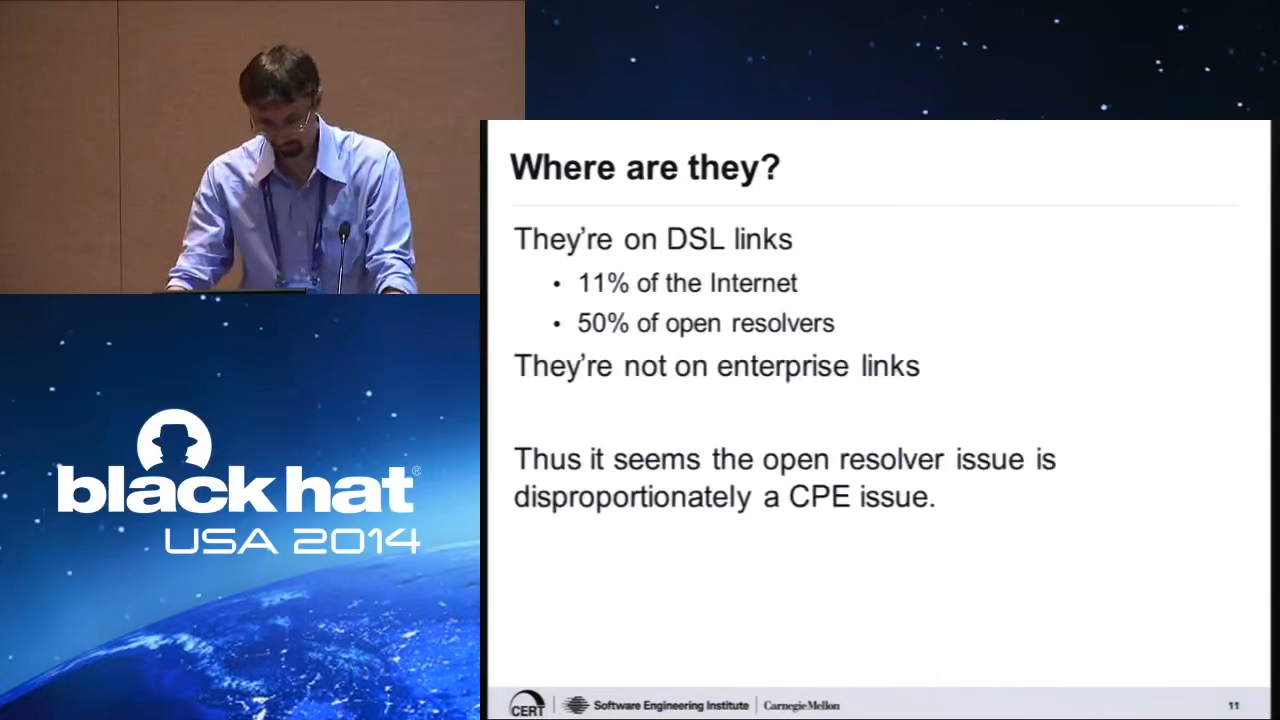 Where are they?
They're on DSL links
• 11% of the Internet
• 50% of open resolvers
They're not on enterprise links
Thus it seems the open resolver issue is
disproportionately a CPE issue.
black hat®
USA 2014
CERT Software Engineering Institute Carnegie Mellon 11